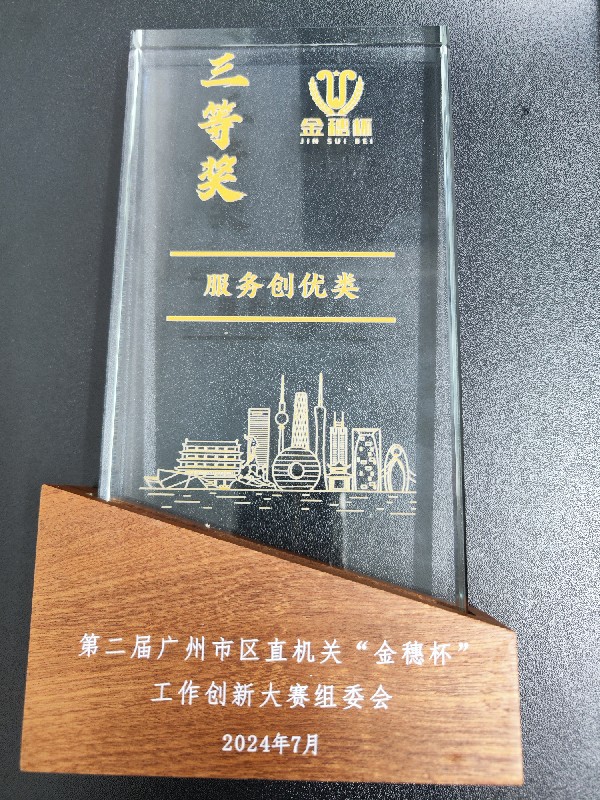 三等奖
金穗杯
JIN SUI BEI
服务创优类
第二届广州市区直机关“金穗杯”
工作创新大赛组委会
2024年7月